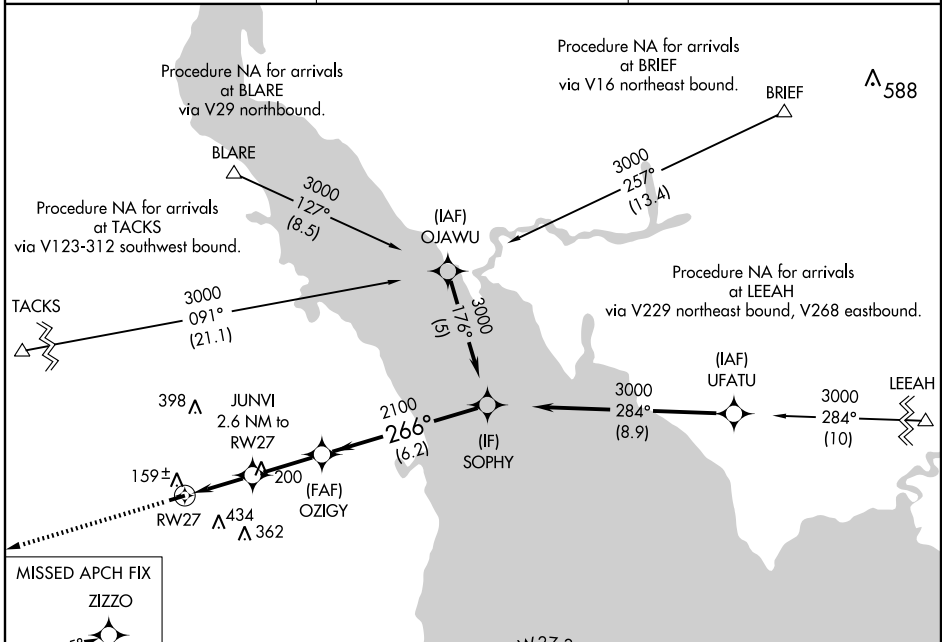 Procedure NA for arrivals
at BLARE
via V29 northbound.
Procedure NA for arrivals
at BRIEF
via V16 northeast bound.
588
BRIEF
BLARE
3000
127°
(8.5)
3000
257°
(13.4)
Procedure NA for arrivals
at TACKS
via V123-312 southwest bound.
(IAF)
OJAWU
Procedure NA for arrivals
at LEEAH
via V229 northeast bound, V268 eastbound.
TACKS
3000
091°
(21.1)
3000
176°
(5)
(IAF)
UFATU
LEEAH
3000
284°
(8.9)
3000
284°
(10)
398
JUNVI
2.6 NM to
RW27
2100
266°
(6.2)
(IF)
SOPHY
159±
200
(FAF)
OZIGY
RW27
434
362
MISSED APCH FIX
ZIZZO